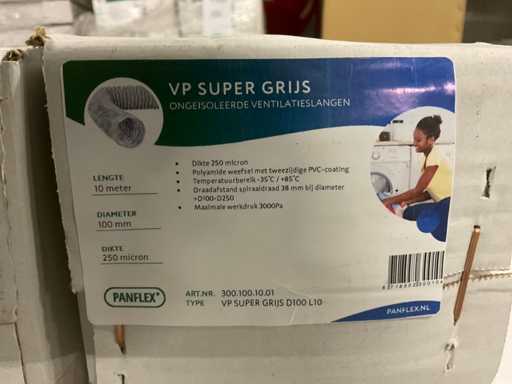 VP SUPER GRIJS
ONGEISOLEERDE VENTILATIESLANGEN
• Dikte 250 micron
• Polyamide weefsel met tweezijdige PVC-coating
• Temperatuurbereik -35°C / +85°C
• Draadafstand spiraaldraad 38 mm bij diameter
+D100-D250
• Maximale werkdruk 3000Pa
LENGTE
10 meter
DIAMETER
100 mm
DIKTE
250 micron
PANFLEX®
ART.NR. 300.100.10.01
TYPE VP SUPER GRIJS D100 L10
PANFLEX.NL